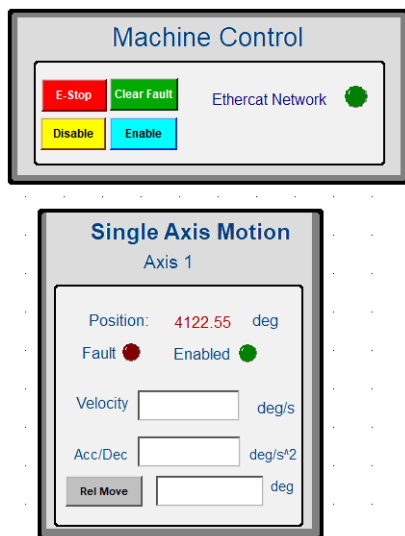 Machine Control
E-Stop Clear Fault Ethercat Network
Disable Enable
Single Axis Motion
Axis 1
Position: 4122.55 deg
Fault Enabled
Velocity deg/s
Acc/Dec deg/s^2
Rel Move deg